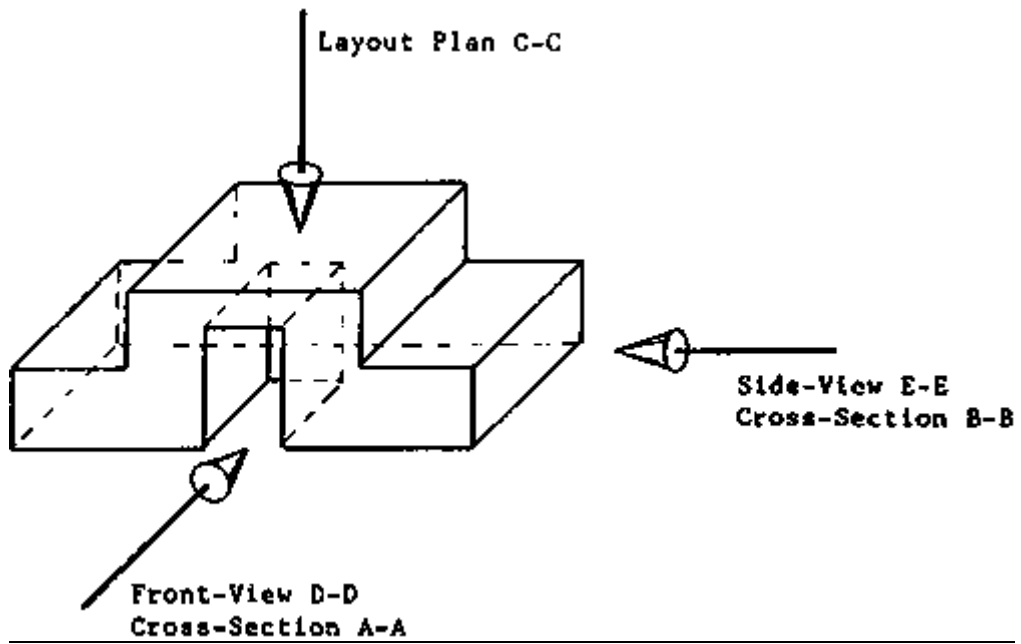 Layout Plan C-C
Side-View E-E
Cross-Section B-B
Front-View D-D
Cross-Section A-A